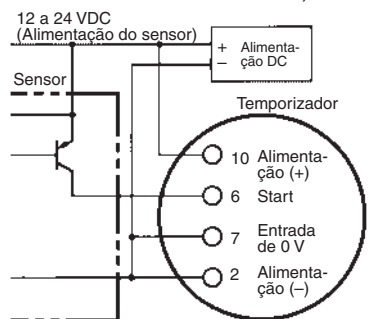 12 a 24 VDC
(Alimentação do sensor)
+ Alimenta-
– ção DC
Sensor
Temporizador
10 Alimenta-
ção (+)
6 Start
7 Entrada
de 0 V
2 Alimenta-
ção (–)